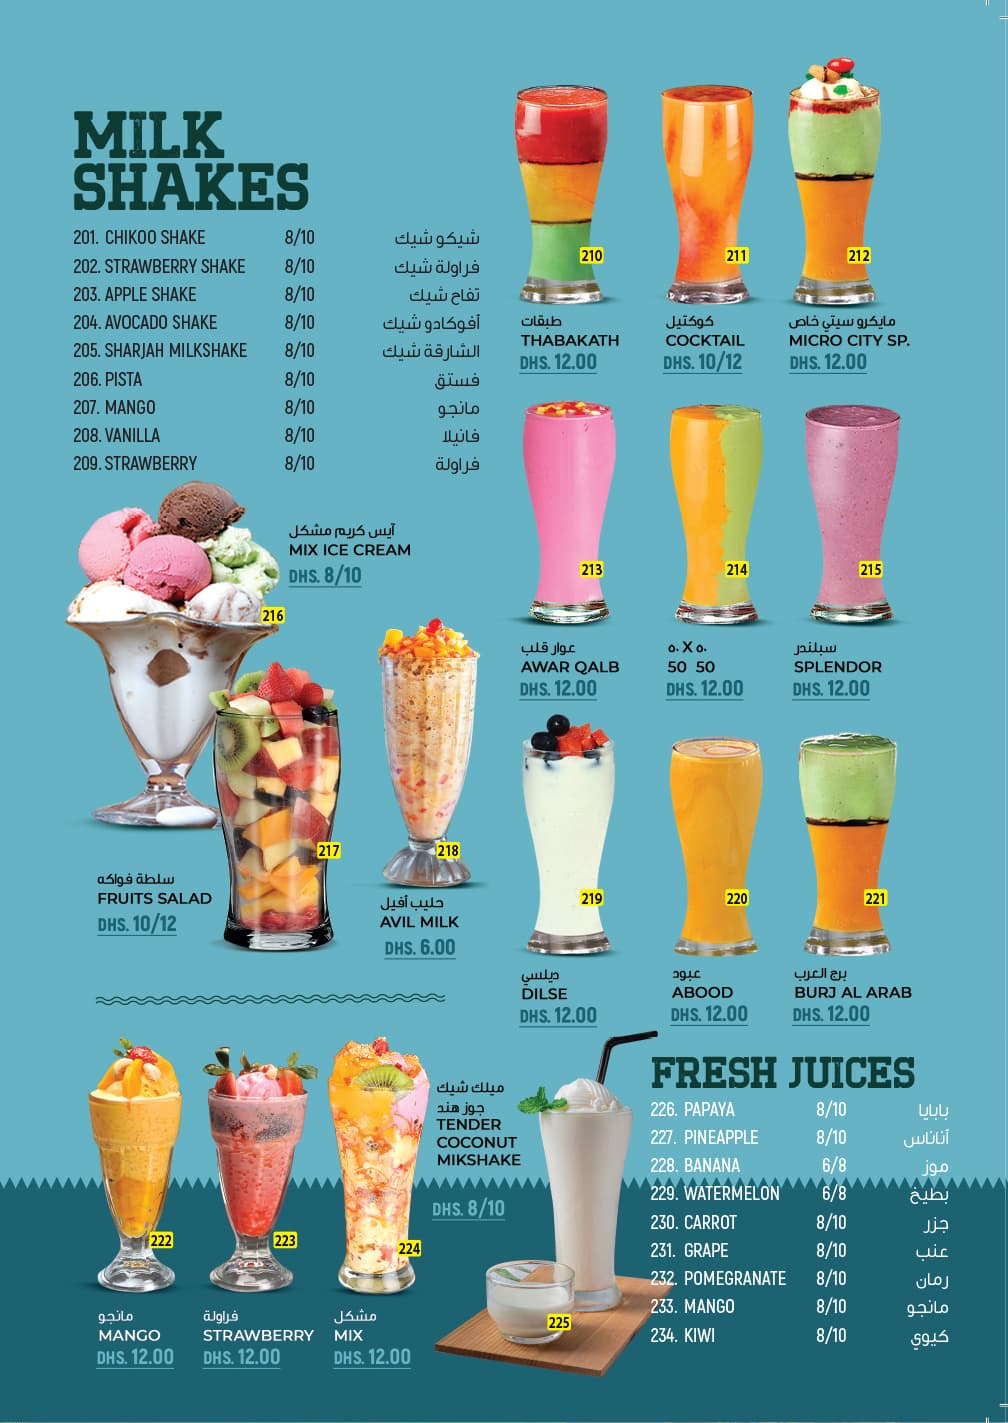 MILK
SHAKES
201. CHIKOO SHAKE 8/10 شيكو شيك
202. STRAWBERRY SHAKE 8/10 فراولة شيك
203. APPLE SHAKE 8/10 تفاح شيك
204. AVOCADO SHAKE 8/10 أفوكادو شيك
205. SHARJAH MILKSHAKE 8/10 الشارقة شيك
206. PISTA 8/10 فستق
207. MANGO 8/10 مانجو
208. VANILLA 8/10 فانيلا
209. STRAWBERRY 8/10 فراولة
210
طبقات
THABAKATH
DHS. 12.00
211
كوكتيل
COCKTAIL
DHS. 10/12
212
مايكرو سيتي خاص
MICRO CITY SP.
DHS. 12.00
213
عوار قلب
AWAR QALB
DHS. 12.00
214
٥٠ X ٥٠
50 50
DHS. 12.00
215
سبلندر
SPLENDOR
DHS. 12.00
آيس كريم مشكل
MIX ICE CREAM
DHS. 8/10
216
217
سلطة فواكه
FRUITS SALAD
DHS. 10/12
218
حليب أفيل
AVIL MILK
DHS. 6.00
219
ديلسي
DILSE
DHS. 12.00
220
عبود
ABOOD
DHS. 12.00
221
برج العرب
BURJ AL ARAB
DHS. 12.00
222
مانجو
MANGO
DHS. 12.00
223
فراولة
STRAWBERRY
DHS. 12.00
224
مشكل
MIX
DHS. 12.00
ميلك شيك
جوز هند
TENDER
COCONUT
MIKSHAKE
DHS. 8/10
225
FRESH JUICES
226. PAPAYA 8/10 بابايا
227. PINEAPPLE 8/10 أناناس
228. BANANA 6/8 موز
229. WATERMELON 6/8 بطيخ
230. CARROT 8/10 جزر
231. GRAPE 8/10 عنب
232. POMEGRANATE 8/10 رمان
233. MANGO 8/10 مانجو
234. KIWI 8/10 كيوي